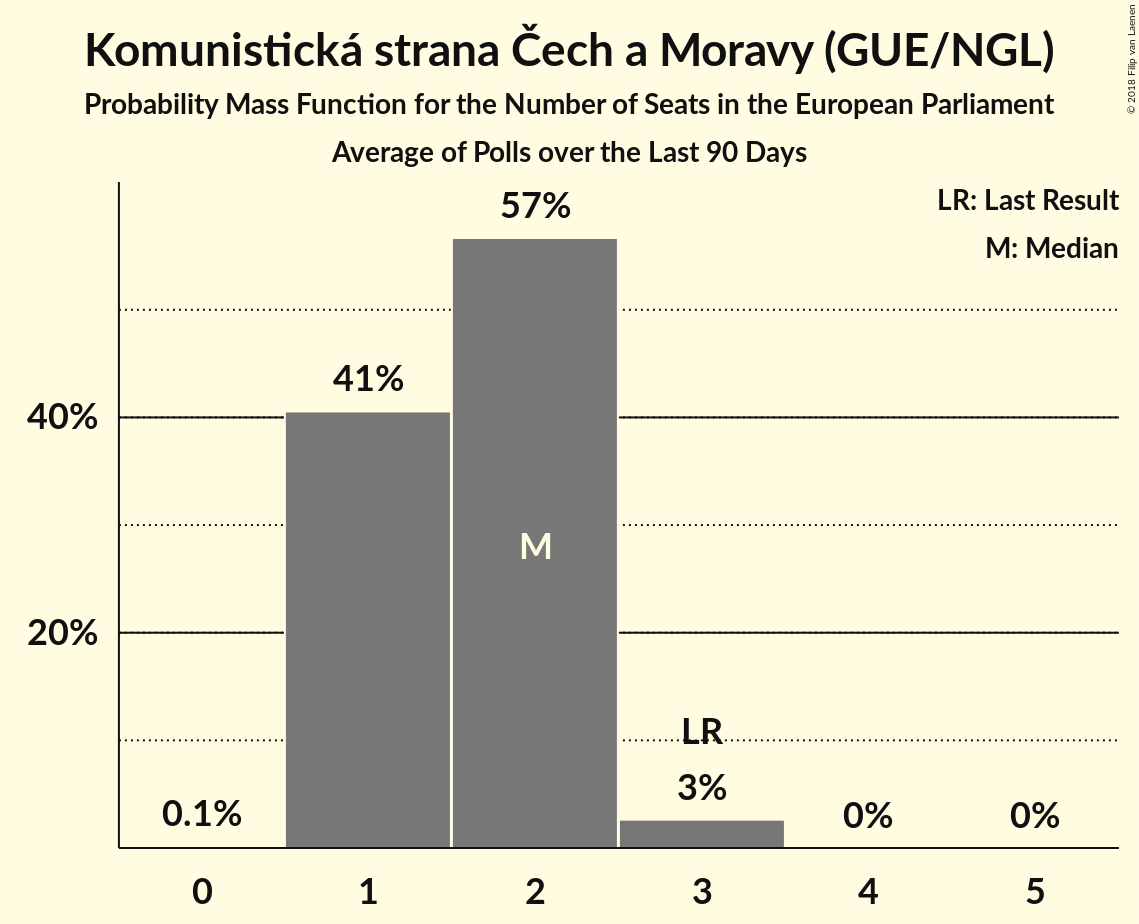 Komunistická strana Čech a Moravy (GUE/NGL)
Probability Mass Function for the Number of Seats in the European Parliament
Average of Polls over the Last 90 Days
© 2018 Filip van Laenen
LR: Last Result
M: Median
57%
41%
40%
M
20%
LR
3%
0.1%
0%
0%
0
1
2
3
4
5